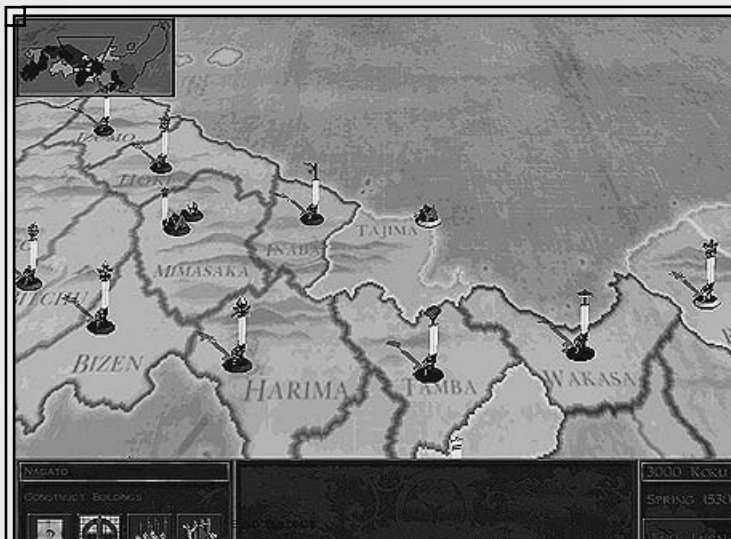 IZUMO
HOKI
INABA
TAJIMA
MIMASAKA
BIZEN
HARIMA
TAMBA
WAKASA
NAGATO
3000 KOKU
CONSTRUCT BUILDINGS
SPRING 1530